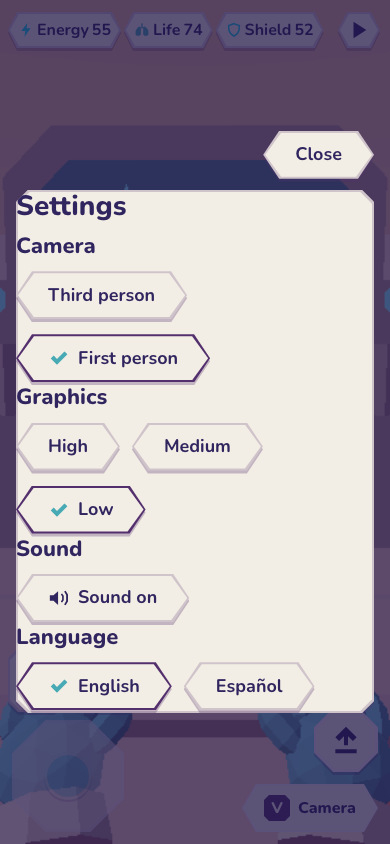 Energy 55 Life 74 Shield 52
Close
Settings
Camera
Third person
First person
Graphics
High Medium
Low
Sound
Sound on
Language
English Español
V Camera